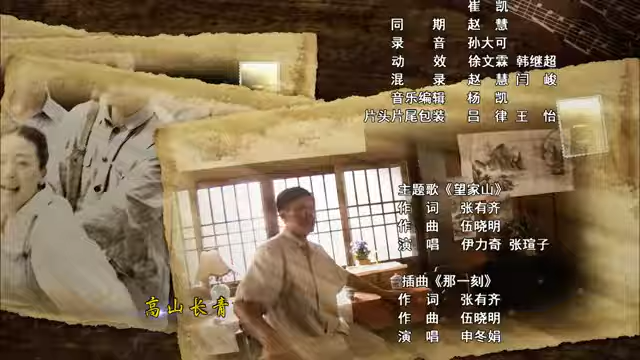 崔 凯
同 期 赵 慧
录 音 孙大可
动 效 徐文霖 韩继超
混 录 赵 慧 闫 峻
音乐编辑 杨 凯
片头片尾包装 吕 律 王 怡
主题歌《望家山》
作 词 张有齐
作 曲 伍晓明
演 唱 伊力奇 张瑄子
插曲《那一刻》
作 词 张有齐
作 曲 伍晓明
演 唱 申冬娟
高山长青